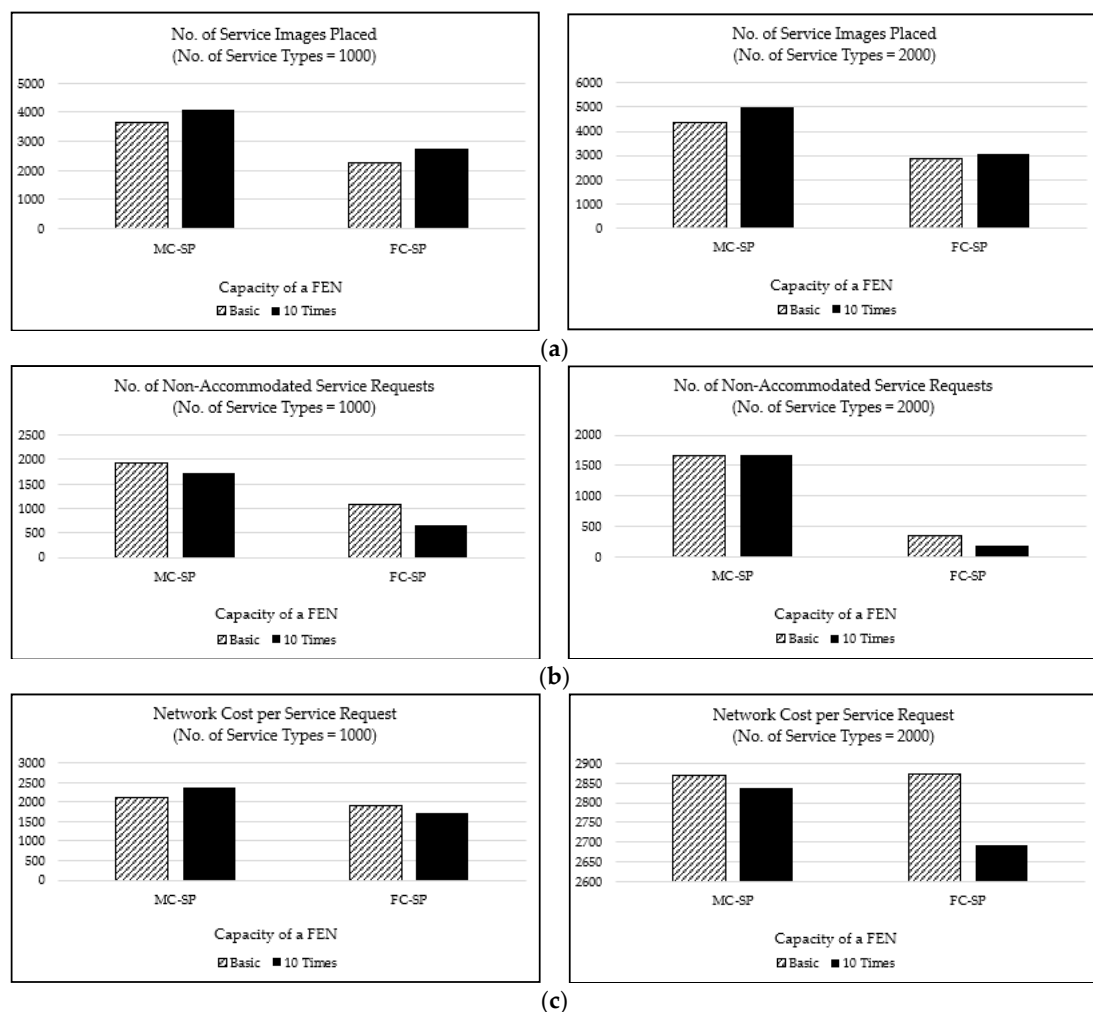 No. of Service Images Placed
(No. of Service Types = 1000)
5000
4000
3000
2000
1000
0
MC-SP FC-SP
Capacity of a FEN
Basic 10 Times
No. of Service Images Placed
(No. of Service Types = 2000)
6000
5000
4000
3000
2000
1000
0
MC-SP FC-SP
Capacity of a FEN
Basic 10 Times
(a)
No. of Non-Accommodated Service Requests
(No. of Service Types = 1000)
2500
2000
1500
1000
500
0
MC-SP FC-SP
Capacity of a FEN
Basic 10 Times
No. of Non-Accommodated Service Requests
(No. of Service Types = 2000)
2000
1500
1000
500
0
MC-SP FC-SP
Capacity of a FEN
Basic 10 Times
(b)
Network Cost per Service Request
(No. of Service Types = 1000)
3000
2500
2000
1500
1000
500
0
MC-SP FC-SP
Capacity of a FEN
Basic 10 Times
Network Cost per Service Request
(No. of Service Types = 2000)
2900
2850
2800
2750
2700
2650
2600
MC-SP FC-SP
Capacity of a FEN
Basic 10 Times
(c)